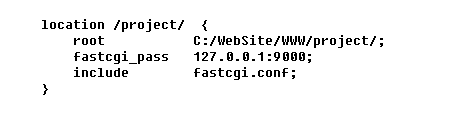 location /project/  {
    root           C:/WebSite/WWW/project/;
    fastcgi_pass   127.0.0.1:9000;
    include        fastcgi.conf;
}